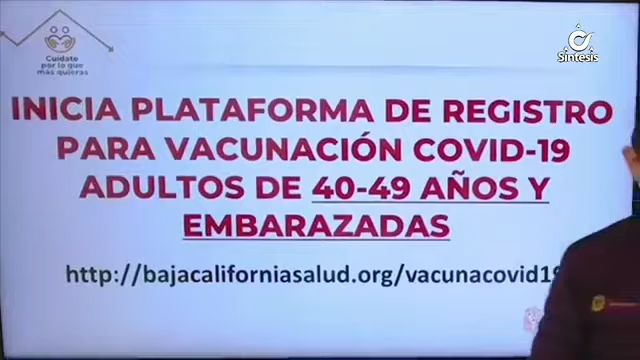 Cuídate
por lo que
más quieras
Síntesis
INICIA PLATAFORMA DE REGISTRO
PARA VACUNACIÓN COVID-19
ADULTOS DE 40-49 AÑOS Y
EMBARAZADAS
http://bajacaliforniasalud.org/vacunacovid19